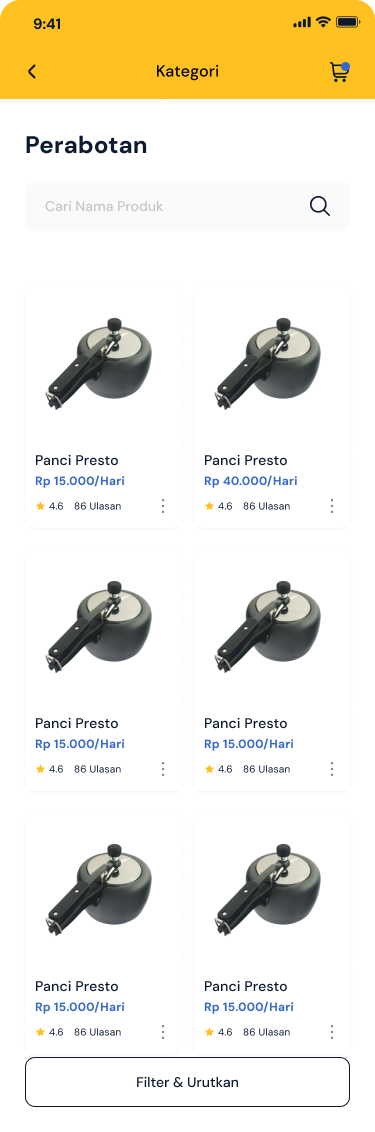 9:41
Kategori
Perabotan
Cari Nama Produk
Panci Presto
Rp 15.000/Hari
4.6 86 Ulasan
Panci Presto
Rp 40.000/Hari
4.6 86 Ulasan
Panci Presto
Rp 15.000/Hari
4.6 86 Ulasan
Panci Presto
Rp 15.000/Hari
4.6 86 Ulasan
Panci Presto
Rp 15.000/Hari
4.6 86 Ulasan
Panci Presto
Rp 15.000/Hari
4.6 86 Ulasan
Filter & Urutkan